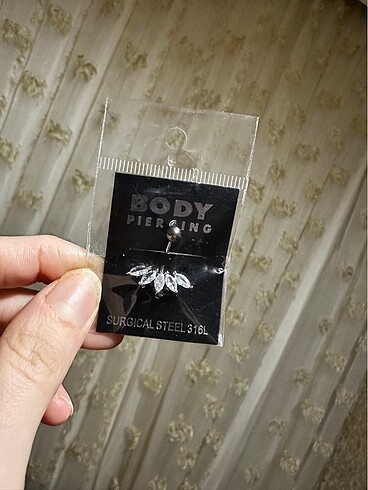 BODY
PIERCING
SURGICAL STEEL 316L